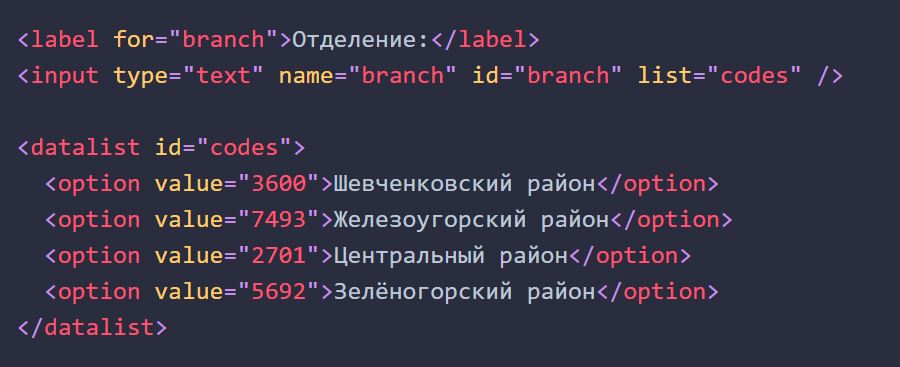 <label for="branch">Отделение:</label>
<input type="text" name="branch" id="branch" list="codes" />
<datalist id="codes">
<option value="3600">Шевченковский район</option>
<option value="7493">Железоугорский район</option>
<option value="2701">Центральный район</option>
<option value="5692">Зелёногорский район</option>
</datalist>